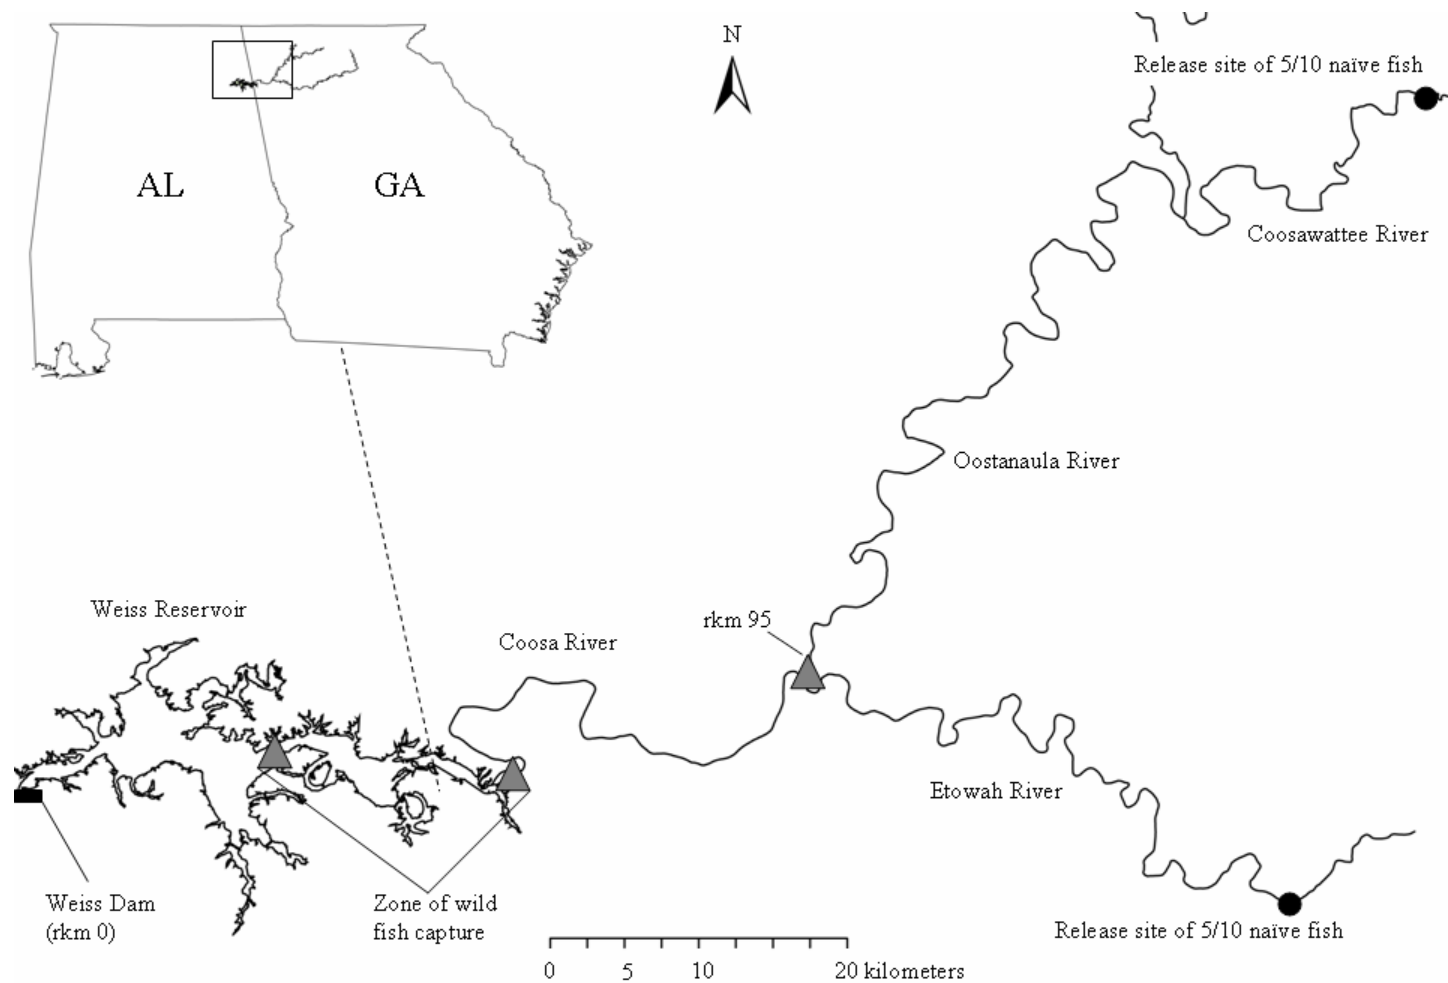 N
Release site of 5/10 naïve fish
AL
GA
Coosawattee River
Oostanaula River
Weiss Reservoir
rkm 95
Coosa River
Etowah River
Weiss Dam
(rkm 0)
Zone of wild
fish capture
Release site of 5/10 naïve fish
0 5 10 20 kilometers